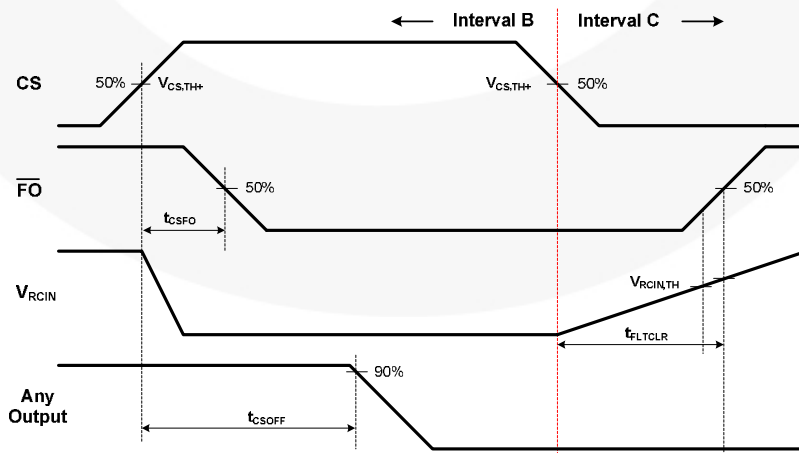 Interval B Interval C
CS 50% VCS,TH+ VCS,TH+ 50%
FO 50% 50%
tCSFO
VRCIN VRCIN,TH
tFLTCLR
90%
Any
Output
tCSOFF